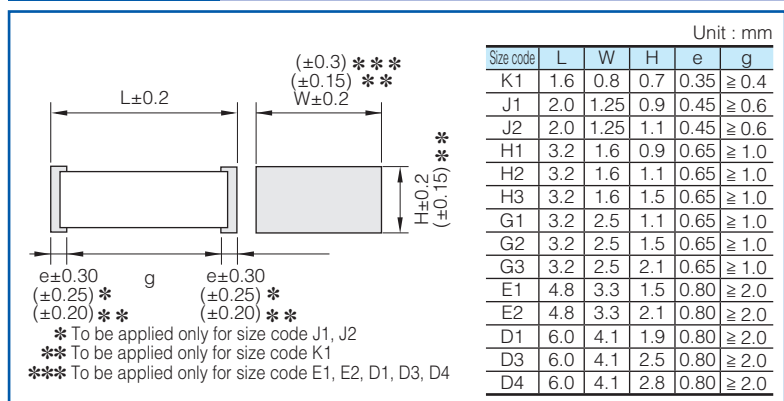 Unit : mm
(±0.3) ＊＊＊
(±0.15) ＊＊
L±0.2
W±0.2
H±0.2
(±0.15) ＊＊
e±0.30
g
e±0.30
(±0.25) ＊
(±0.25) ＊
(±0.20) ＊＊
(±0.20) ＊＊
＊ To be applied only for size code J1, J2
＊＊ To be applied only for size code K1
＊＊＊ To be applied only for size code E1, E2, D1, D3, D4
Size code L W H e g
K1 1.6 0.8 0.7 0.35 ≧ 0.4
J1 2.0 1.25 0.9 0.45 ≧ 0.6
J2 2.0 1.25 1.1 0.45 ≧ 0.6
H1 3.2 1.6 0.9 0.65 ≧ 1.0
H2 3.2 1.6 1.1 0.65 ≧ 1.0
H3 3.2 1.6 1.5 0.65 ≧ 1.0
G1 3.2 2.5 1.1 0.65 ≧ 1.0
G2 3.2 2.5 1.5 0.65 ≧ 1.0
G3 3.2 2.5 2.1 0.65 ≧ 1.0
E1 4.8 3.3 1.5 0.80 ≧ 2.0
E2 4.8 3.3 2.1 0.80 ≧ 2.0
D1 6.0 4.1 1.9 0.80 ≧ 2.0
D3 6.0 4.1 2.5 0.80 ≧ 2.0
D4 6.0 4.1 2.8 0.80 ≧ 2.0